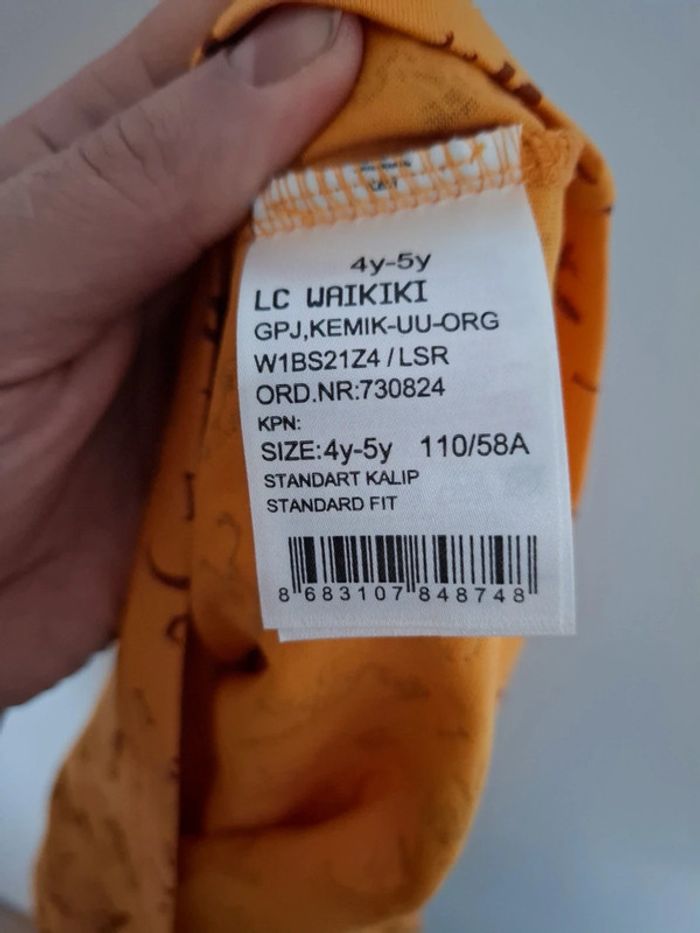 4y-5y
LC WAIKIKI
GPJ,KEMIK-UU-ORG
W1BS21Z4 / LSR
ORD.NR:730824
KPN:
SIZE:4y-5y 110/58A
STANDART KALIP
STANDARD FIT
8 683107 848748